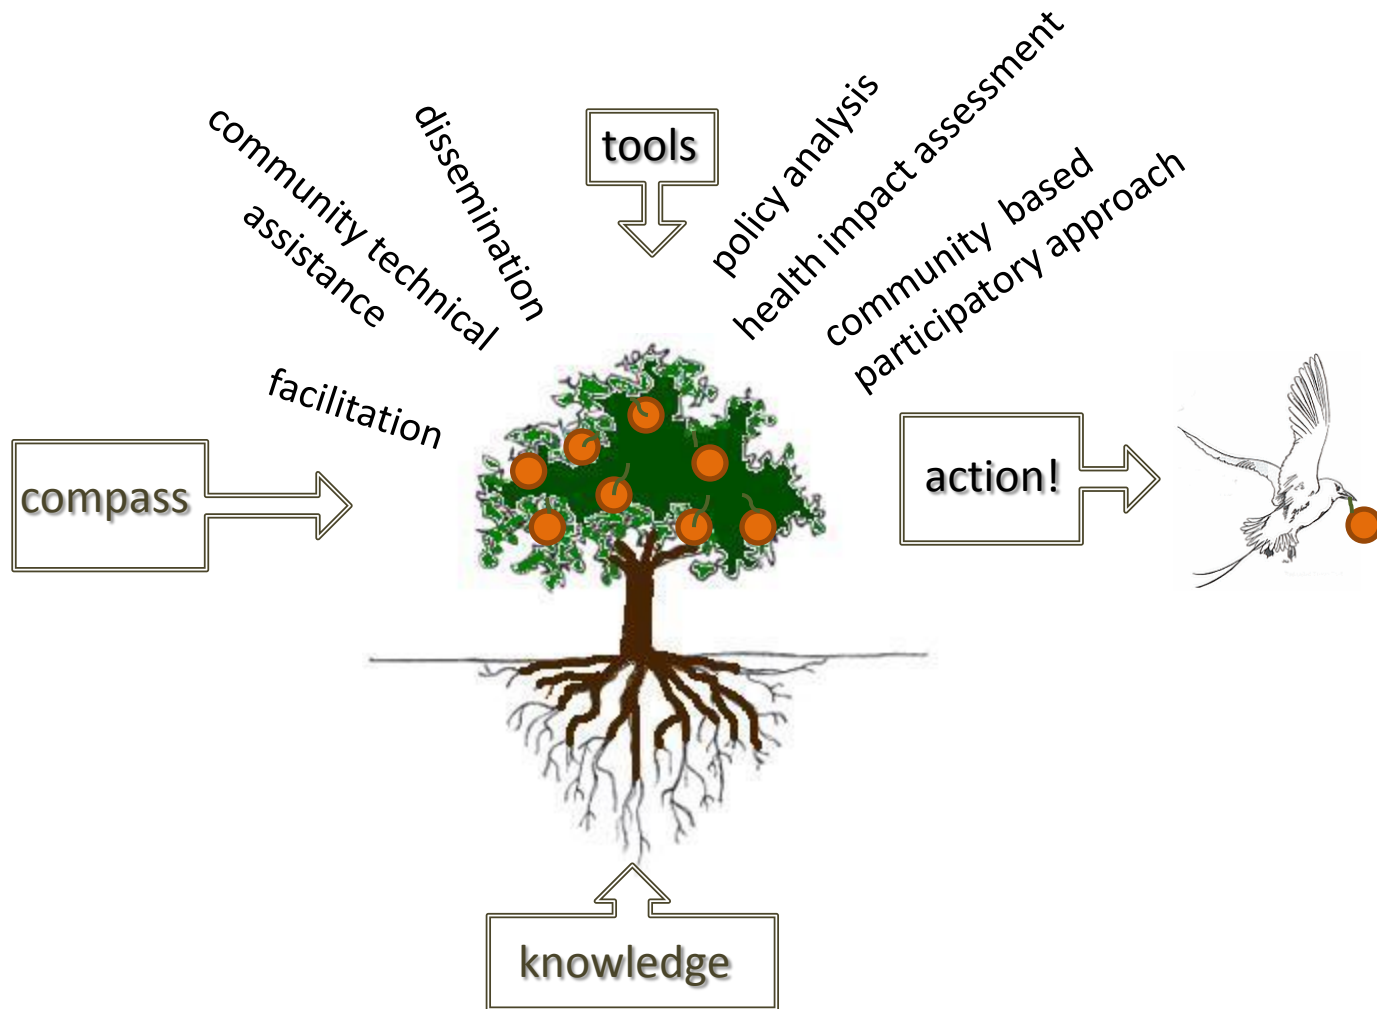 tools
community technical
assistance
dissemination
policy analysis
health impact assessment
community based
participatory approach
facilitation
compass
action!
knowledge